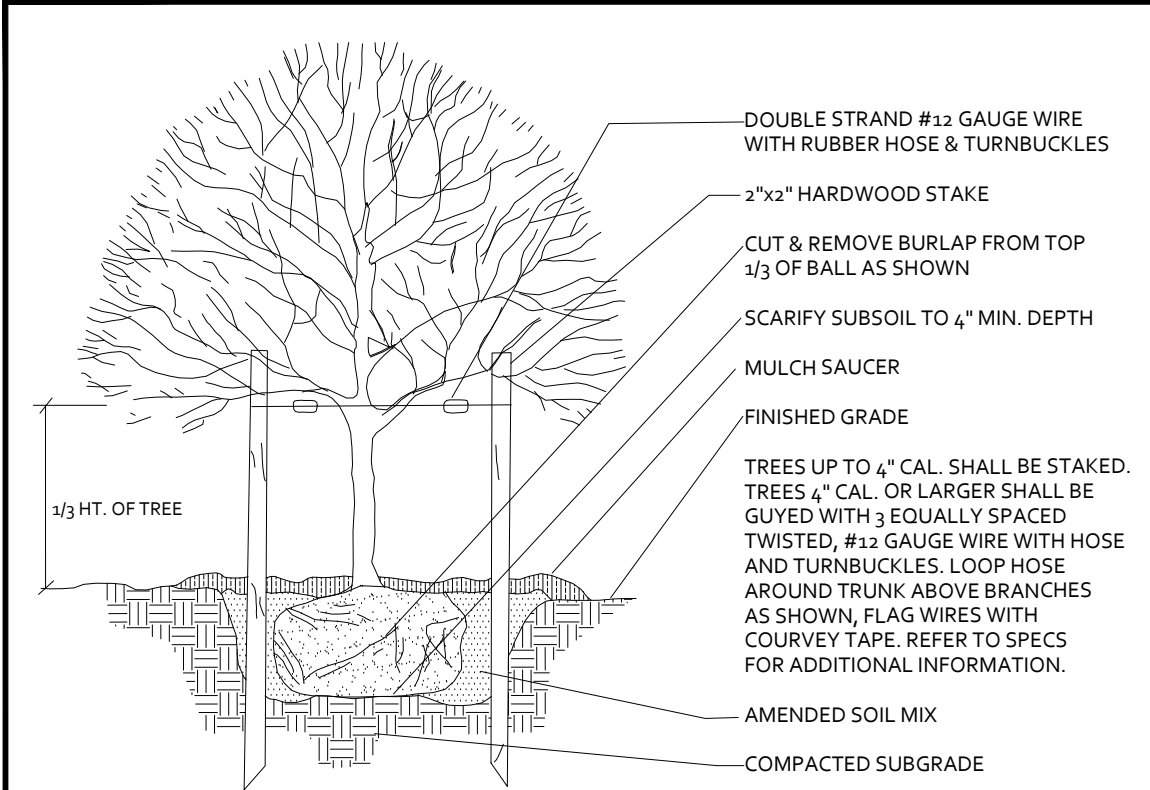 DOUBLE STRAND #12 GAUGE WIRE
WITH RUBBER HOSE & TURNBUCKLES
2"x2" HARDWOOD STAKE
CUT & REMOVE BURLAP FROM TOP
1/3 OF BALL AS SHOWN
SCARIFY SUBSOIL TO 4" MIN. DEPTH
MULCH SAUCER
FINISHED GRADE
TREES UP TO 4" CAL. SHALL BE STAKED.
TREES 4" CAL. OR LARGER SHALL BE
GUYED WITH 3 EQUALLY SPACED
TWISTED, #12 GAUGE WIRE WITH HOSE
AND TURNBUCKLES. LOOP HOSE
AROUND TRUNK ABOVE BRANCHES
AS SHOWN, FLAG WIRES WITH
COURVEY TAPE. REFER TO SPECS
FOR ADDITIONAL INFORMATION.
AMENDED SOIL MIX
COMPACTED SUBGRADE
1/3 HT. OF TREE